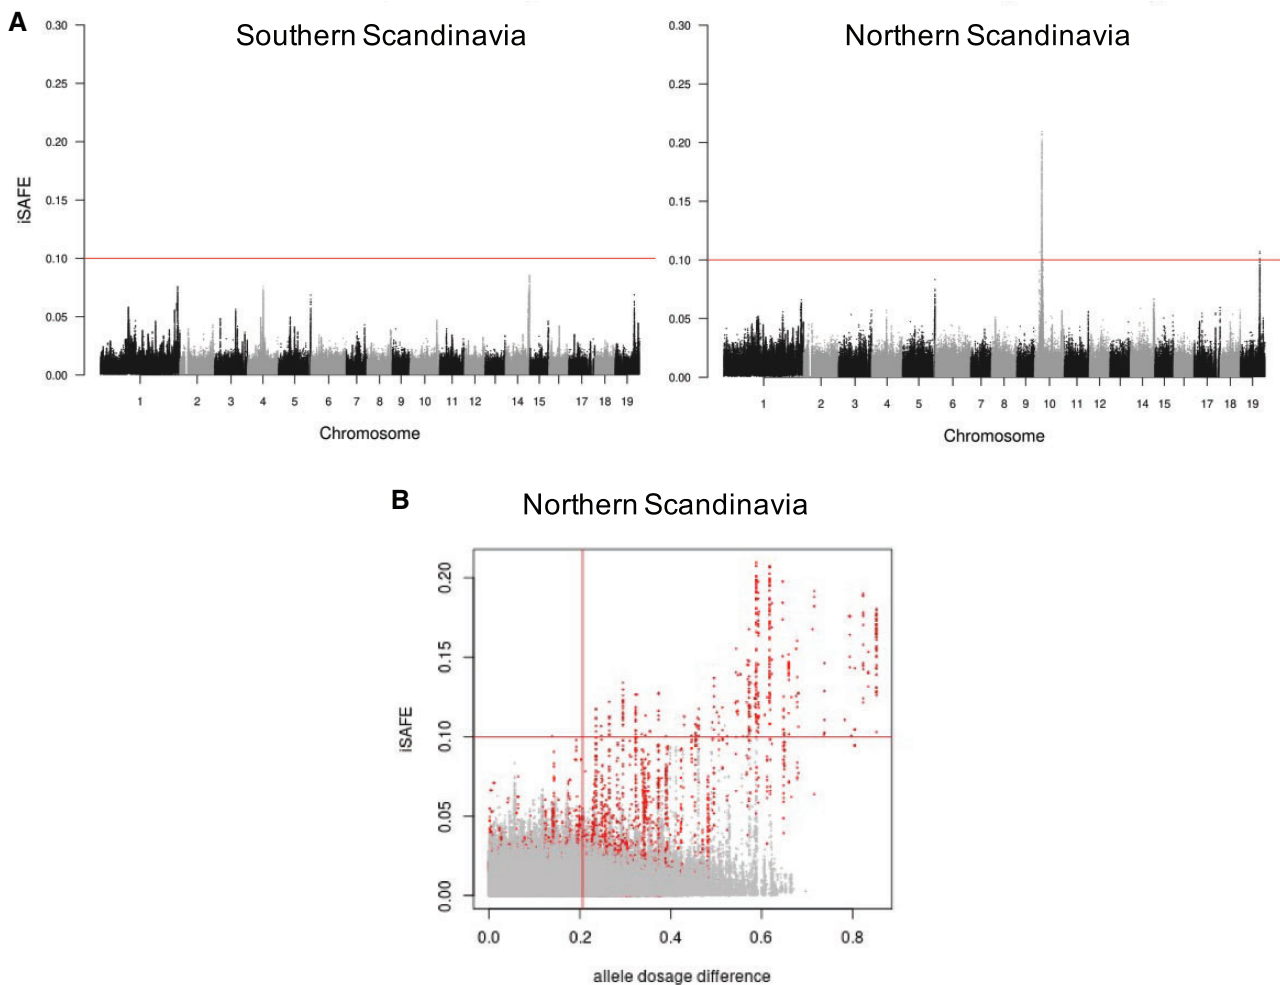 A
Southern Scandinavia
0.30
0.25
0.20
0.15
0.10
0.05
0.00
iSAFE
1 2 3 4 5 6 7 8 9 10 11 12 14 15 17 18 19
Chromosome
Northern Scandinavia
0.30
0.25
0.20
0.15
0.10
0.05
0.00
1 2 3 4 5 6 7 8 9 10 11 12 14 15 17 18 19
Chromosome
B
Northern Scandinavia
0.20
0.15
0.10
0.05
0.00
iSAFE
0.0 0.2 0.4 0.6 0.8
allele dosage difference